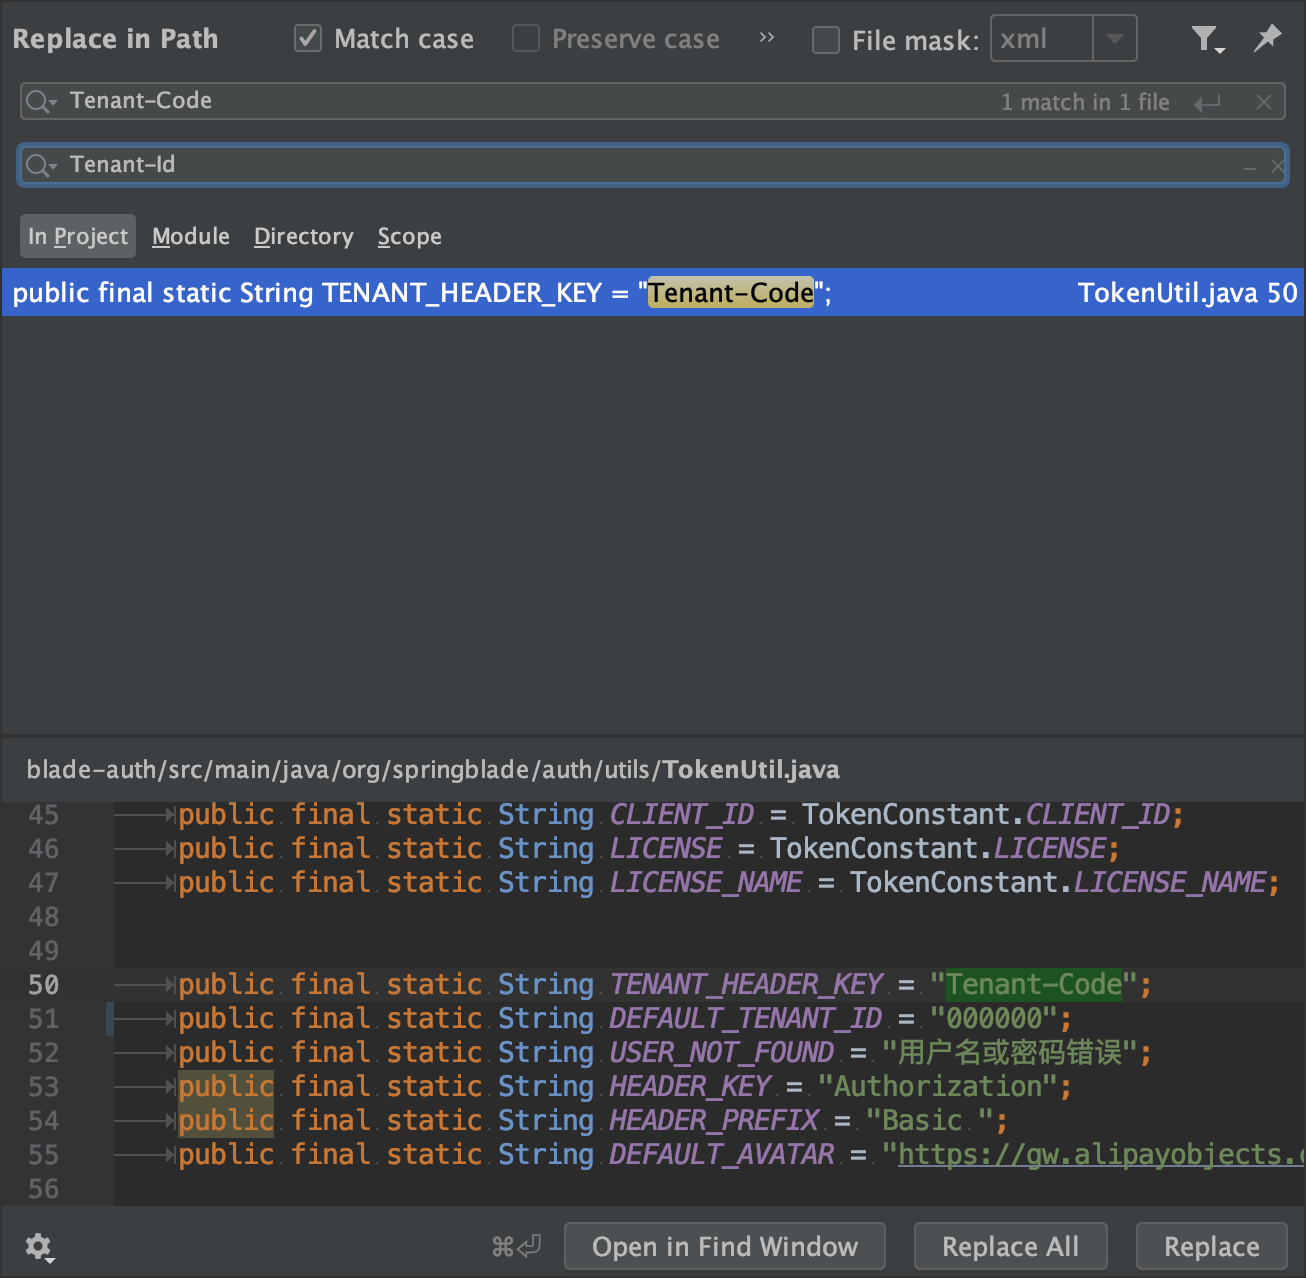 Replace in Path Match case Preserve case >> File mask: xml
Tenant-Code 1 match in 1 file
Tenant-Id
In Project Module Directory Scope
public final static String TENANT_HEADER_KEY = "Tenant-Code"; TokenUtil.java 50
blade-auth/src/main/java/org/springblade/auth/utils/TokenUtil.java
45 public final static String CLIENT_ID = TokenConstant.CLIENT_ID;
46 public final static String LICENSE = TokenConstant.LICENSE;
47 public final static String LICENSE_NAME = TokenConstant.LICENSE_NAME;
48
49
50 public final static String TENANT_HEADER_KEY = "Tenant-Code";
51 public final static String DEFAULT_TENANT_ID = "000000";
52 public final static String USER_NOT_FOUND = "用户名或密码错误";
53 public final static String HEADER_KEY = "Authorization";
54 public final static String HEADER_PREFIX = "Basic ";
55 public final static String DEFAULT_AVATAR = "https://gw.alipayobjects.
56
⌘⏎ Open in Find Window Replace All Replace